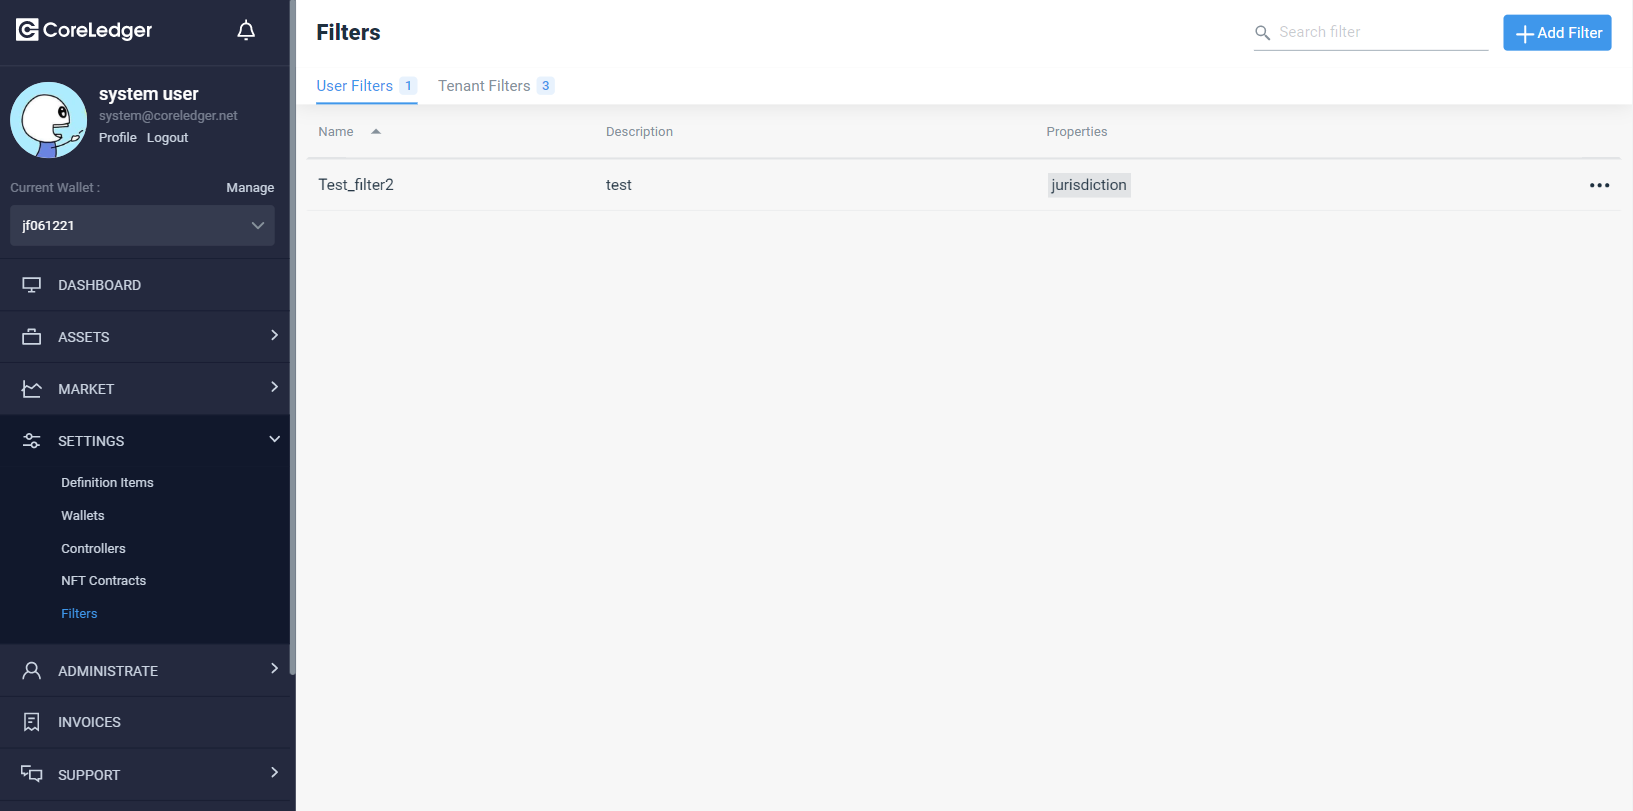 CoreLedger
system user
system@coreledger.net
Profile Logout
Current Wallet : Manage
jf061221
DASHBOARD
ASSETS
MARKET
SETTINGS
Definition Items
Wallets
Controllers
NFT Contracts
Filters
ADMINISTRATE
INVOICES
SUPPORT
Filters
Search filter
Add Filter
User Filters 1 Tenant Filters 3
Name Description Properties
Test_filter2 test jurisdiction